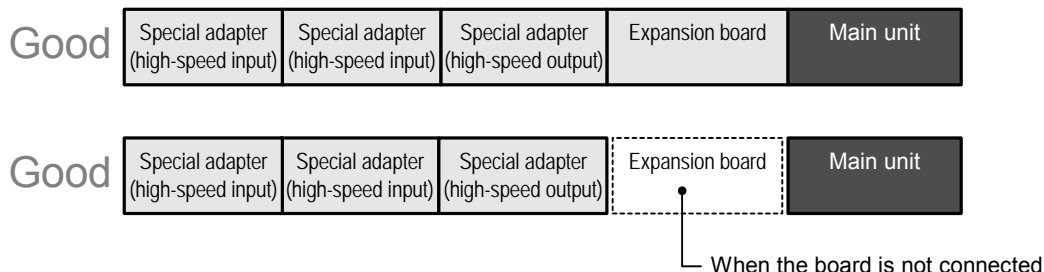 Good
Special adapter
(high-speed input)
Special adapter
(high-speed input)
Special adapter
(high-speed output)
Expansion board
Main unit
Good
Special adapter
(high-speed input)
Special adapter
(high-speed input)
Special adapter
(high-speed output)
Expansion board
Main unit
When the board is not connected